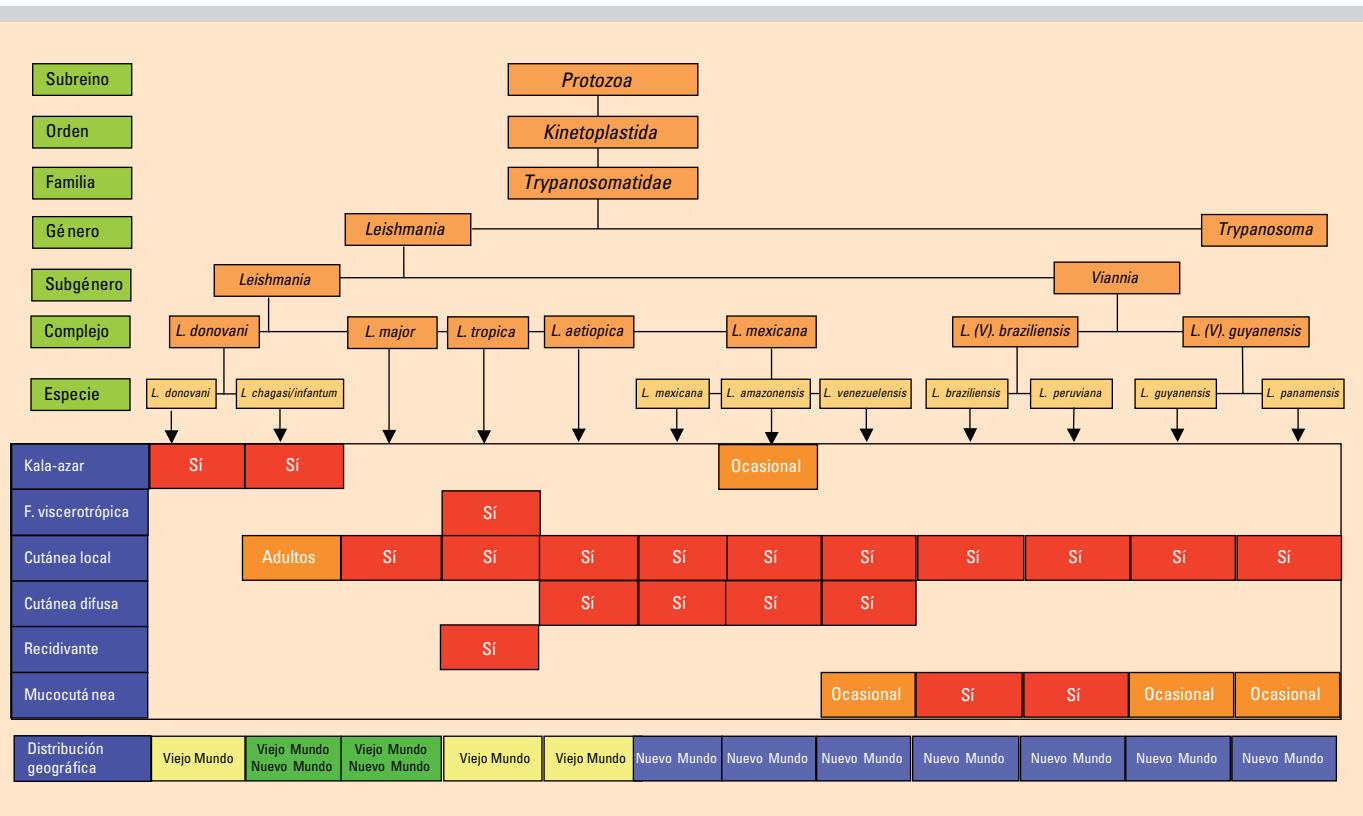 Subreino
Protozoa
Orden
Kinetoplastida
Familia
Trypanosomatidae
Gé nero
Leishmania
Trypanosoma
Subgénero
Leishmania
Viannia
Complejo
L. donovani
L. major
L. tropica
L. aetiopica
L. mexicana
L. (V). braziliensis
L. (V). guyanensis
Especie
L. donovani
L. chagasi/infantum
L. mexicana
L. amazonensis
L. venezuelensis
L. braziliensis
L. peruviana
L. guyanensis
L. panamensis
Kala-azar
Sí
Sí
Ocasional
F. viscerotrópica
Sí
Cutánea local
Adultos
Sí
Sí
Sí
Sí
Sí
Sí
Sí
Sí
Sí
Sí
Cutánea difusa
Sí
Sí
Sí
Sí
Recidivante
Sí
Mucocutá nea
Ocasional
Sí
Sí
Ocasional
Ocasional
Distribución
geográfica
Viejo Mundo
Viejo Mundo
Nuevo Mundo
Viejo Mundo
Nuevo Mundo
Viejo Mundo
Viejo Mundo
Nuevo Mundo
Nuevo Mundo
Nuevo Mundo
Nuevo Mundo
Nuevo Mundo
Nuevo Mundo
Nuevo Mundo